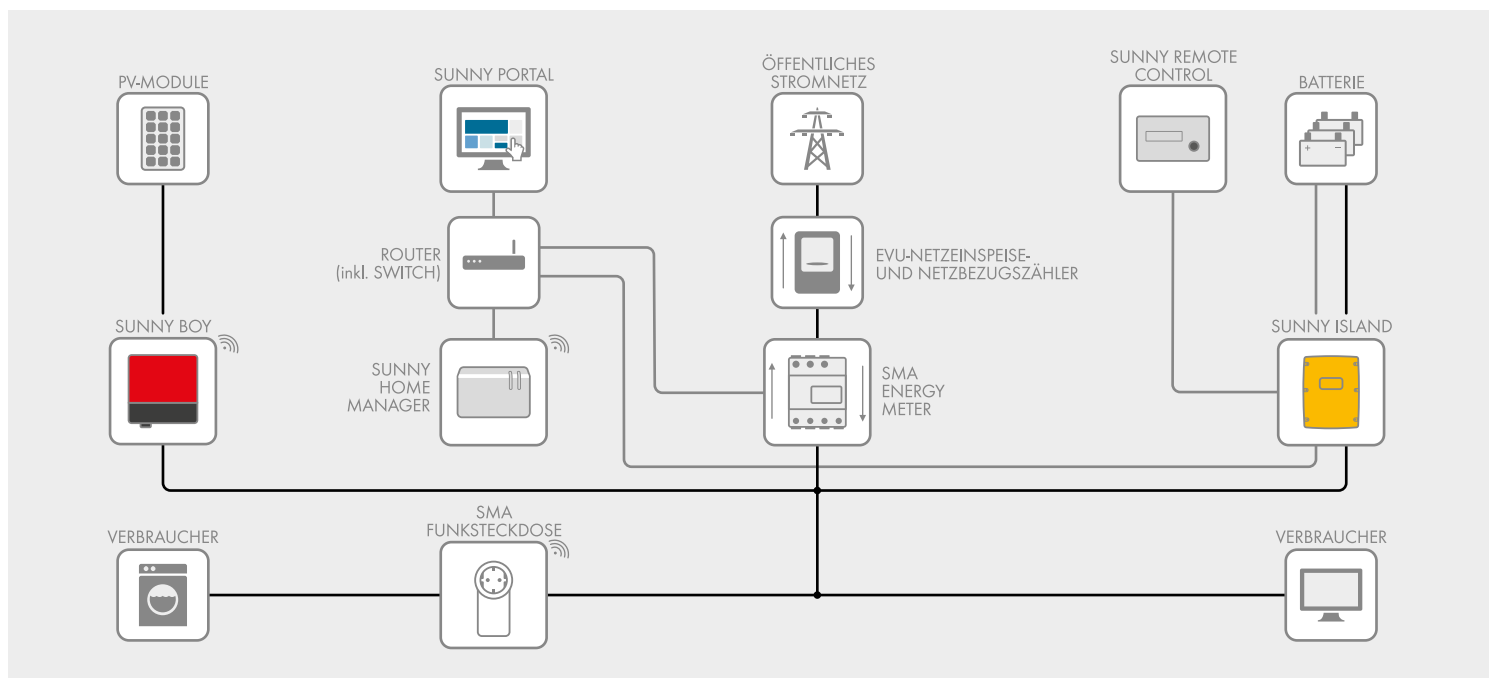 PV-MODULE
SUNNY PORTAL
ÖFFENTLICHES
STROMNETZ
SUNNY REMOTE
CONTROL
BATTERIE
ROUTER
(inkl. SWITCH)
EVU-NETZEINSPEISE-
UND NETZBEZUGSZÄHLER
SUNNY BOY
SUNNY
HOME
MANAGER
SMA
ENERGY
METER
SUNNY ISLAND
VERBRAUCHER
SMA
FUNKSTECKDOSE
VERBRAUCHER